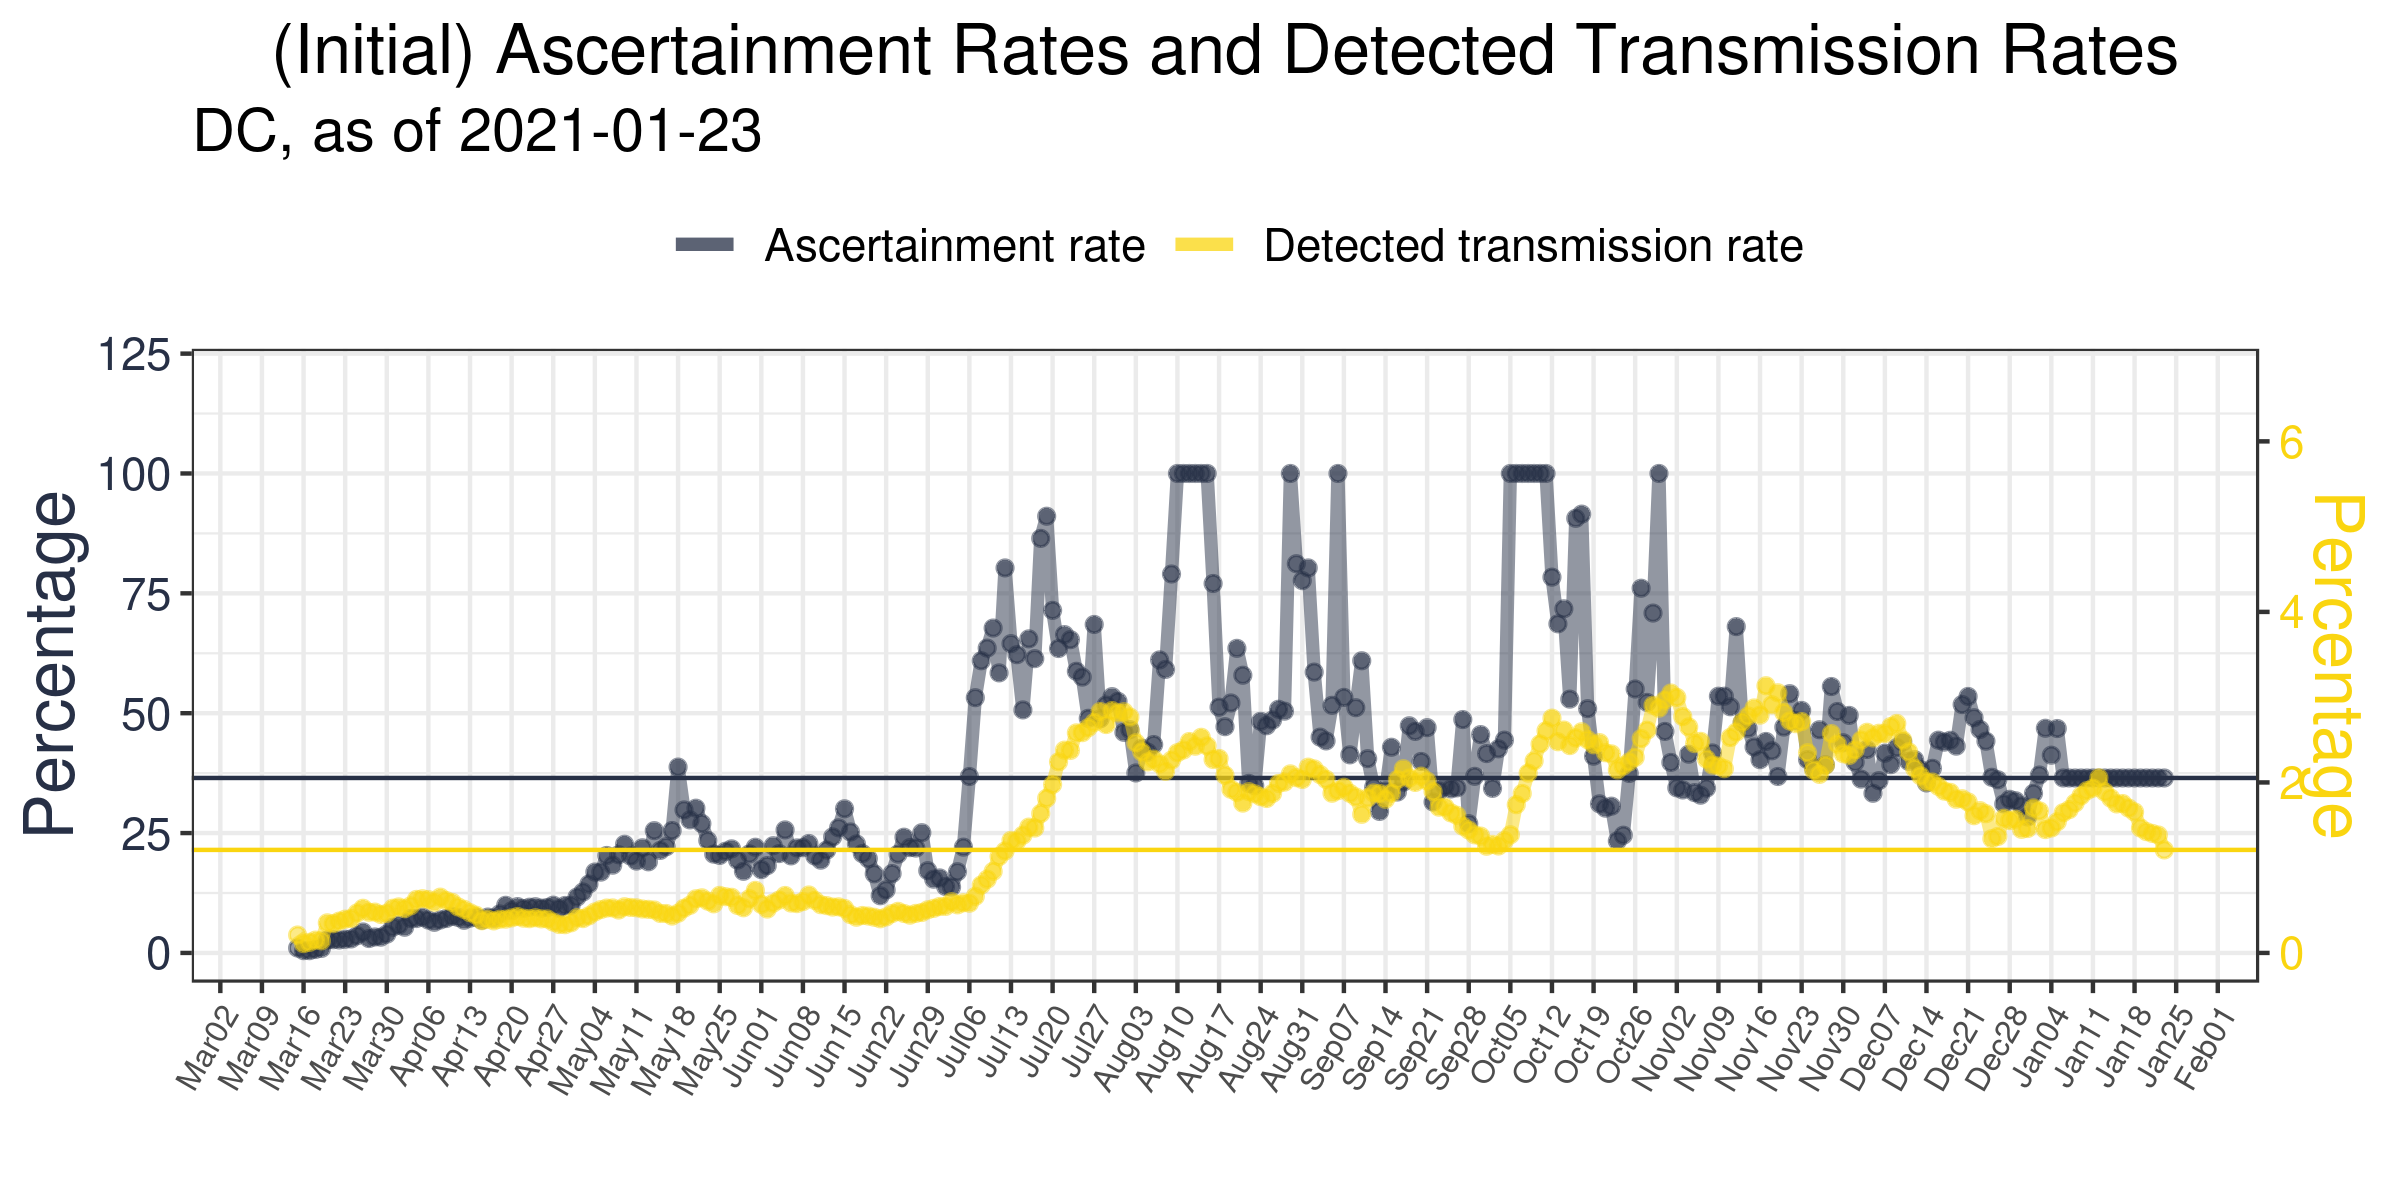 (Initial) Ascertainment Rates and Detected Transmission Rates
DC, as of 2021-01-23
Ascertainment rate
Detected transmission rate
Percentage
125
100
75
50
25
0
6
4
2
0
Percentage
Mar02
Mar09
Mar16
Mar23
Mar30
Apr06
Apr13
Apr20
Apr27
May04
May11
May18
May25
Jun01
Jun08
Jun15
Jun22
Jun29
Jul06
Jul13
Jul20
Jul27
Aug03
Aug10
Aug17
Aug24
Aug31
Sep07
Sep14
Sep21
Sep28
Oct05
Oct12
Oct19
Oct26
Nov02
Nov09
Nov16
Nov23
Nov30
Dec07
Dec14
Dec21
Dec28
Jan04
Jan11
Jan18
Jan25
Feb01